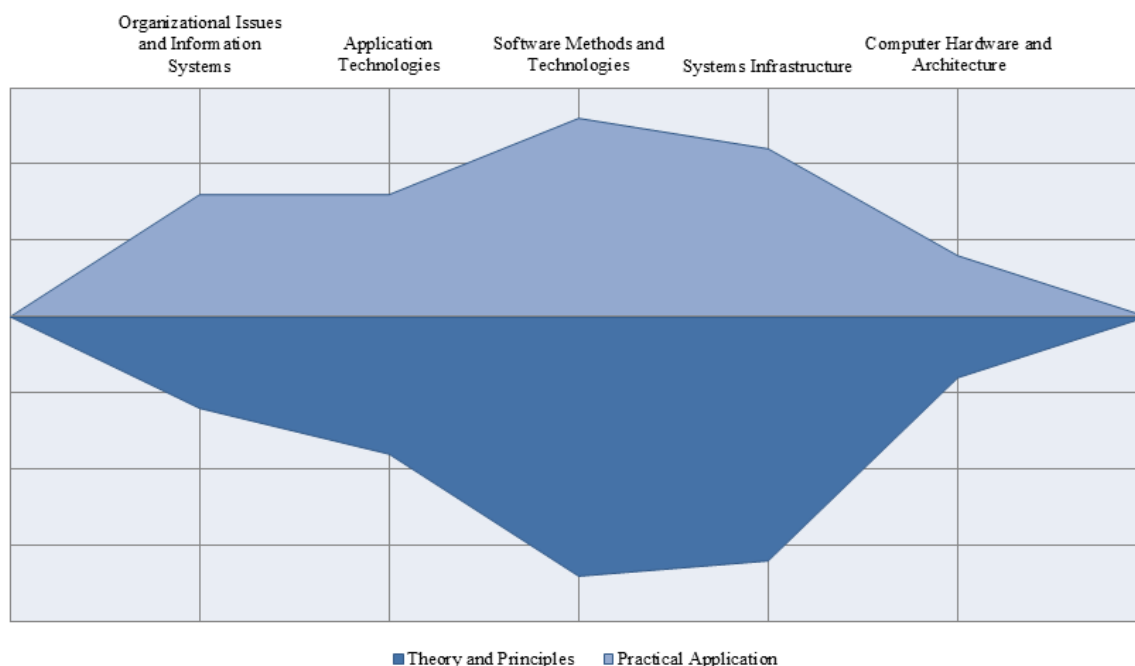 Organizational Issues
and Information
Systems
Application
Technologies
Software Methods and
Technologies
Systems Infrastructure
Computer Hardware and
Architecture
Theory and Principles
Practical Application